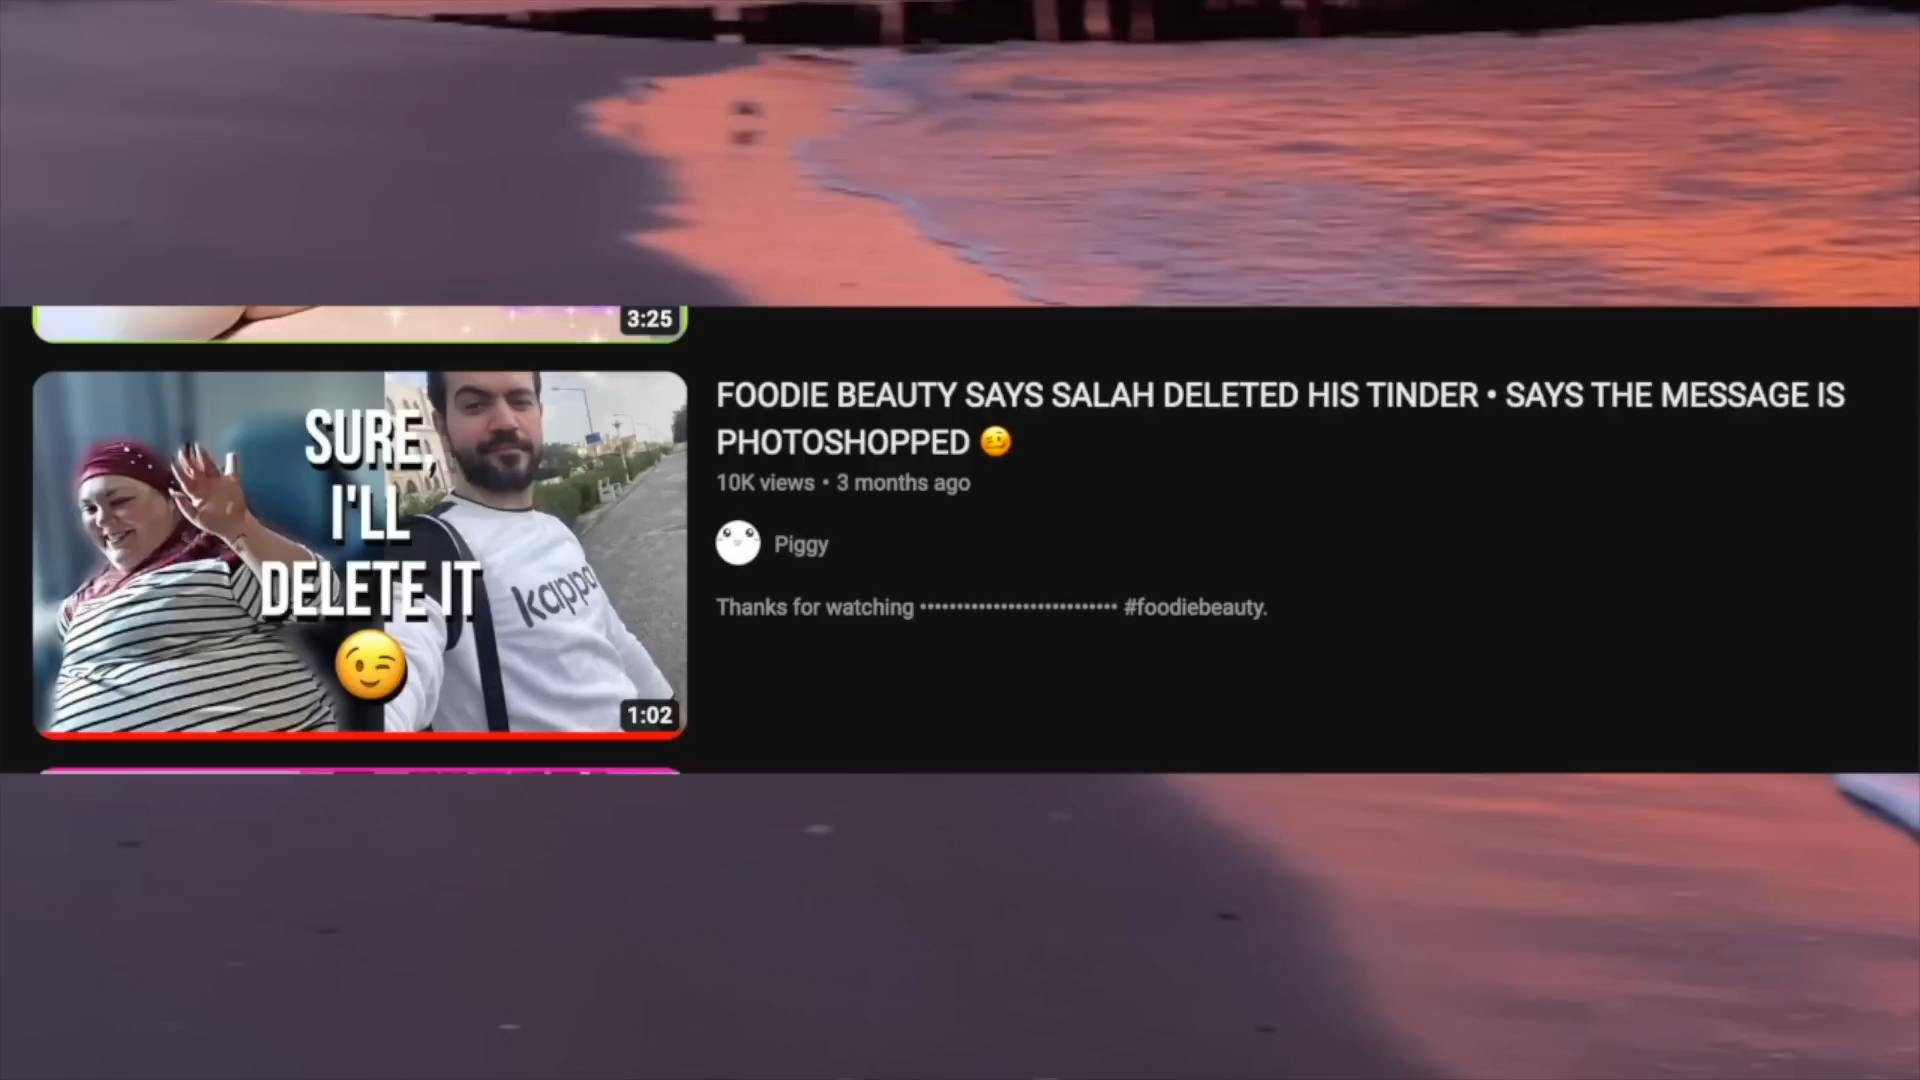 3:25
SURE,
I'LL
DELETE IT
kappa
1:02
FOODIE BEAUTY SAYS SALAH DELETED HIS TINDER • SAYS THE MESSAGE IS
PHOTOSHOPPED 🥴
10K views • 3 months ago
Piggy
Thanks for watching ••••••••••••••••••••••••••• #foodiebeauty.